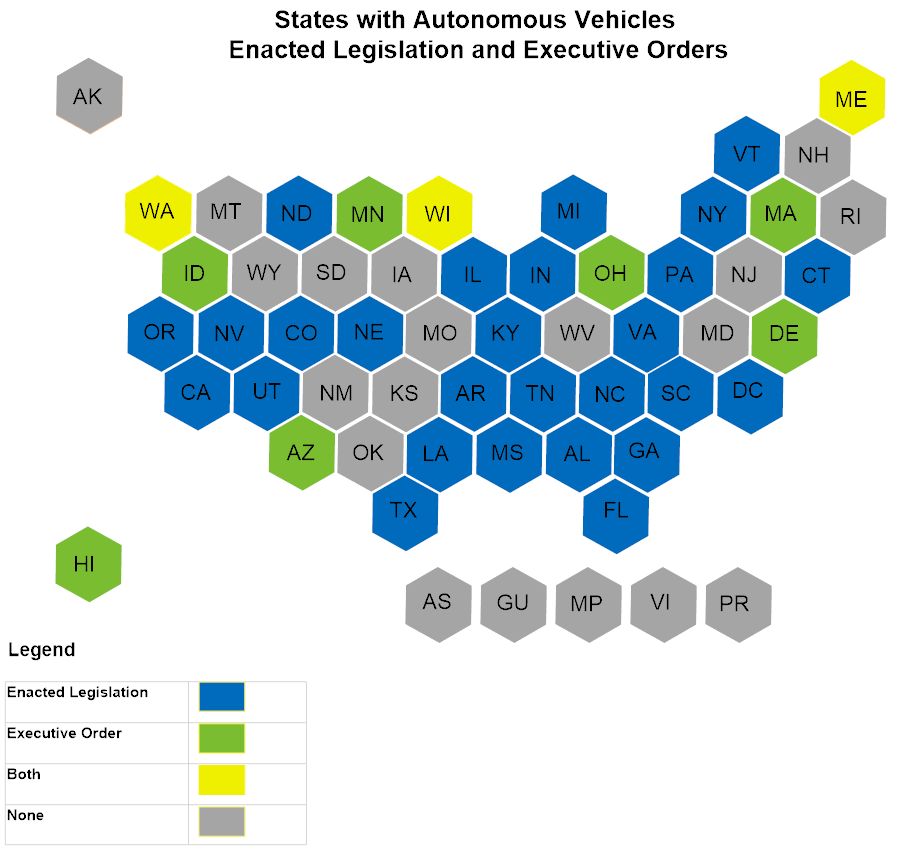 States with Autonomous Vehicles
Enacted Legislation and Executive Orders
AK
ME
VT NH
WA MT ND MN WI MI NY MA RI
ID WY SD IA IL IN OH PA NJ CT
OR NV CO NE MO KY WV VA MD DE
CA UT NM KS AR TN NC SC DC
AZ OK LA MS AL GA
TX FL
HI
AS GU MP VI PR
Legend
Enacted Legislation
Executive Order
Both
None